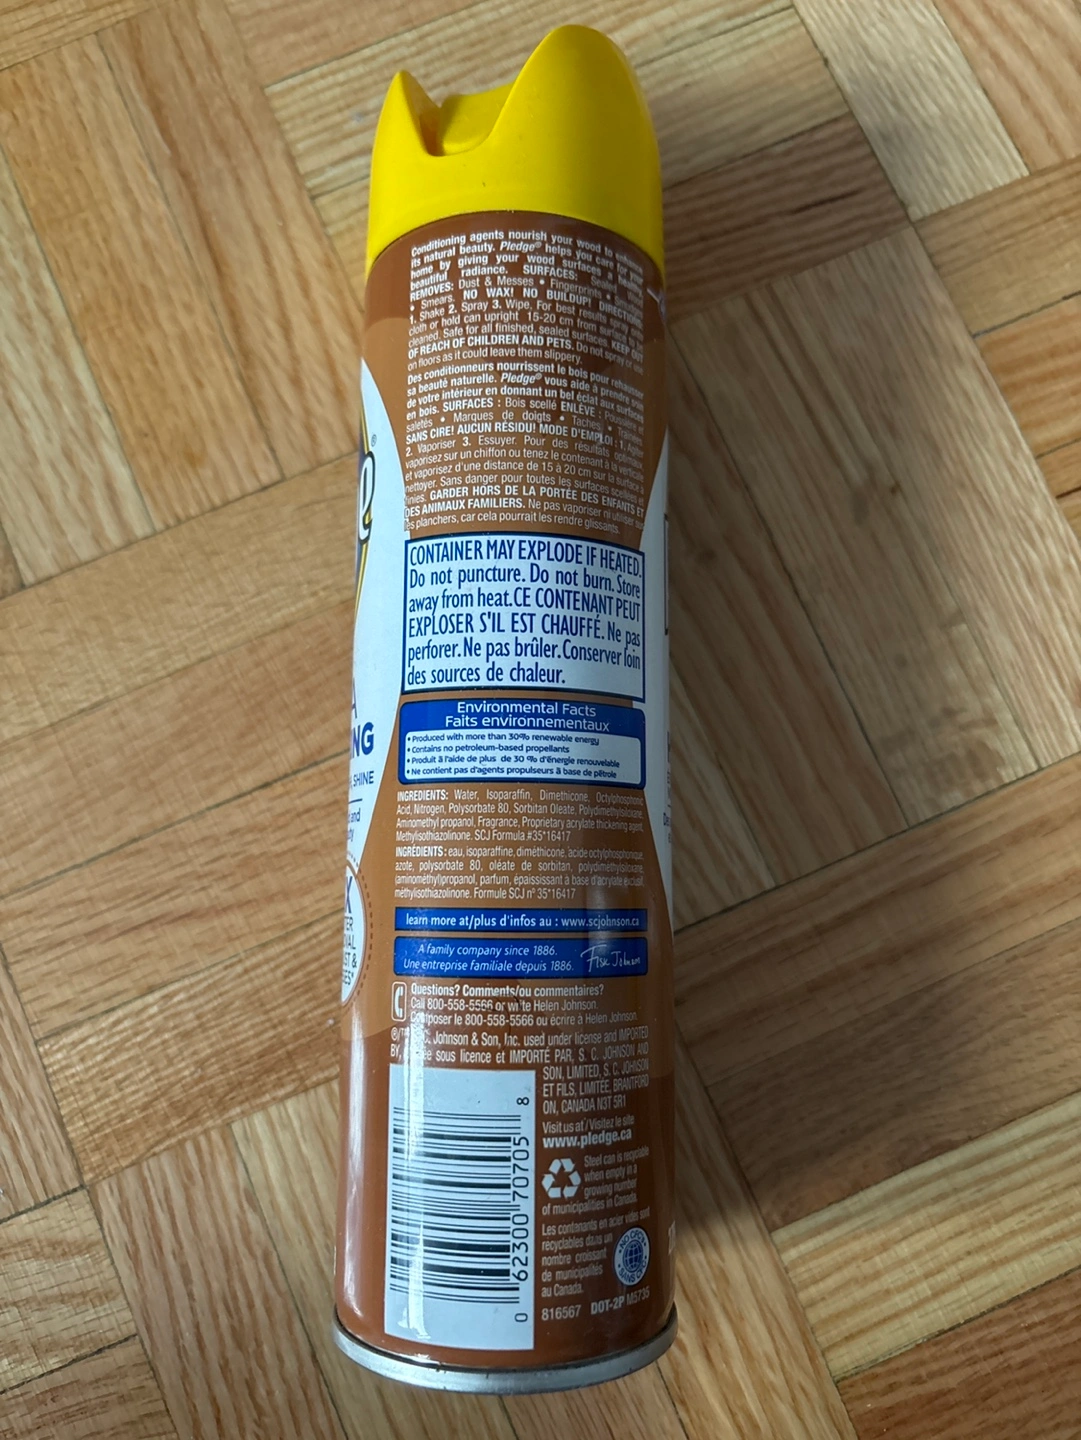 Conditioning agents nourish your wood to enhance
its natural beauty. Pledge® helps you care for your
home by giving your wood surfaces a healthy
beautiful radiance. SURFACES: Sealed Wood
REMOVES: Dust & Messes • Fingerprints • Smudges
• Smears. NO WAX! NO BUILDUP! DIRECTIONS:
1. Shake 2. Spray 3. Wipe. For best results spray
cloth or hold can upright 15-20 cm from surface to be
cleaned. Safe for all finished, sealed surfaces. KEEP OUT
OF REACH OF CHILDREN AND PETS. Do not spray or use
on floors as it could leave them slippery.
Des conditionneurs nourrissent le bois pour rehausser
sa beauté naturelle. Pledge® vous aide à prendre soin
de votre intérieur en donnant un bel éclat aux surfaces
en bois. SURFACES : Bois scellé ENLÈVE : Poussière et
saletés • Marques de doigts • Taches • Traînées
SANS CIRE! AUCUN RÉSIDU! MODE D'EMPLOI : 1. Agiter
2. Vaporiser 3. Essuyer. Pour des résultats optimaux,
vaporisez sur un chiffon ou tenez le contenant à la verticale
et vaporisez d'une distance de 15 à 20 cm sur la surface à
nettoyer. Sans danger pour toutes les surfaces scellées et
finies. GARDER HORS DE LA PORTÉE DES ENFANTS ET
DES ANIMAUX FAMILIERS. Ne pas vaporiser ni utiliser sur
les planchers, car cela pourrait les rendre glissants.
CONTAINER MAY EXPLODE IF HEATED.
Do not puncture. Do not burn. Store
away from heat.CE CONTENANT PEUT
EXPLOSER S'IL EST CHAUFFÉ. Ne pas
perforer. Ne pas brûler. Conserver loin
des sources de chaleur.
Environmental Facts
Faits environnementaux
• Produced with more than 30% renewable energy
• Contains no petroleum-based propellants
• Produit à l'aide de plus de 30 % d'énergie renouvelable
• Ne contient pas d'agents propulseurs à base de pétrole
INGREDIENTS: Water, Isoparaffin, Dimethicone, Octylphosphonic
Acid, Nitrogen, Polysorbate 80, Sorbitan Oleate, Polydimethylsiloxane,
Aminomethyl propanol, Fragrance, Proprietary acrylate thickening agent,
Methylisothiazolinone. SCJ Formula #35*16417
INGRÉDIENTS : eau, isoparaffine, diméthicone, acide octylphosphonique,
azote, polysorbate 80, oléate de sorbitan, polydiméthylsiloxane,
(aminométhyl)propanol, parfum, épaississant à base d'acrylate exclusif,
méthylisothiazolinone. Formule SCJ n° 35*16417
learn more at/plus d'infos au : www.scjohnson.ca
A family company since 1886.
Une entreprise familiale depuis 1886.
Fisk Johnson
Questions? Comments/ou commentaires?
Call 800-558-5566 or write Helen Johnson.
Composer le 800-558-5566 ou écrire à Helen Johnson.
Johnson & Son, Inc. used under license and IMPORTED
BY, sous licence et IMPORTÉ PAR, S. C. JOHNSON AND
SON, LIMITED, S. C. JOHNSON
ET FILS, LIMITÉE, BRANTFORD
ON, CANADA N3T 5R1
Visit us at/Visitez le site
www.pledge.ca
Steel can is recyclable
when empty in a
growing number
of municipalities in Canada.
Les contenants en acier vides sont
recyclables dans un
nombre croissant
de municipalités
au Canada.
NO CFCs
SANS CFC
816567 DOT-2P M5735
0 62300 70705 8
ING
SHINE
and
&